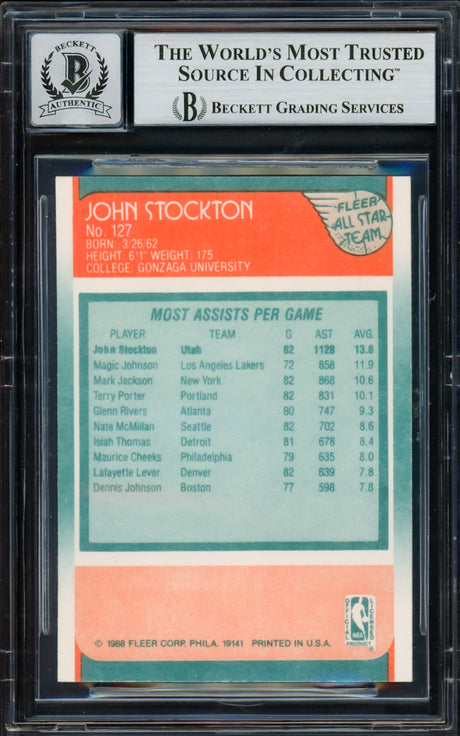 BECKETT
B
AUTHENTIC
THE WORLD'S MOST TRUSTED
SOURCE IN COLLECTING™
B BECKETT GRADING SERVICES
JOHN STOCKTON
No. 127
BORN: 3/26/62
HEIGHT: 6'1" WEIGHT: 175
COLLEGE: GONZAGA UNIVERSITY
FLEER
ALL STAR
TEAM
MOST ASSISTS PER GAME
PLAYER TEAM G AST AVG.
John Stockton Utah 82 1128 13.8
Magic Johnson Los Angeles Lakers 72 858 11.9
Mark Jackson New York 82 868 10.6
Terry Porter Portland 82 831 10.1
Glenn Rivers Atlanta 80 747 9.3
Nate McMillan Seattle 82 702 8.6
Isiah Thomas Detroit 81 678 8.4
Maurice Cheeks Philadelphia 79 635 8.0
Lafayette Lever Denver 82 639 7.8
Dennis Johnson Boston 77 598 7.8
OFFICIAL LICENSED
NBA
PRODUCT ®
© 1988 FLEER CORP. PHILA. 19141 PRINTED IN U.S.A.